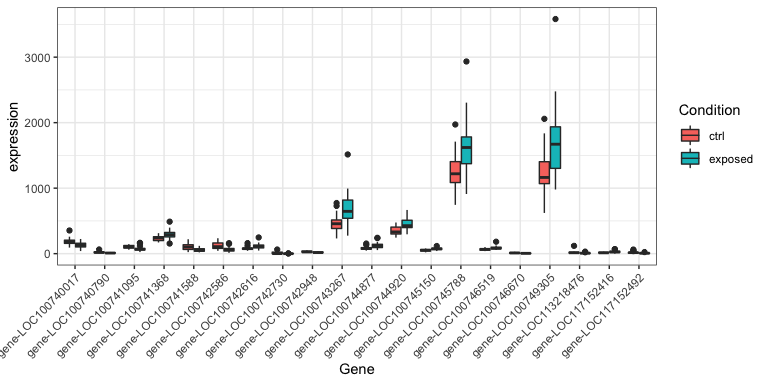 expression
3000
2000
1000
0
gene-LOC100740017
gene-LOC100740790
gene-LOC100741095
gene-LOC100741368
gene-LOC100741588
gene-LOC100742586
gene-LOC100742616
gene-LOC100742730
gene-LOC100742948
gene-LOC100743267
gene-LOC100744877
gene-LOC100744920
gene-LOC100745150
gene-LOC100745788
gene-LOC100746519
gene-LOC100746670
gene-LOC100749305
gene-LOC113218476
gene-LOC117152416
gene-LOC117152492
Gene
Condition
ctrl
exposed